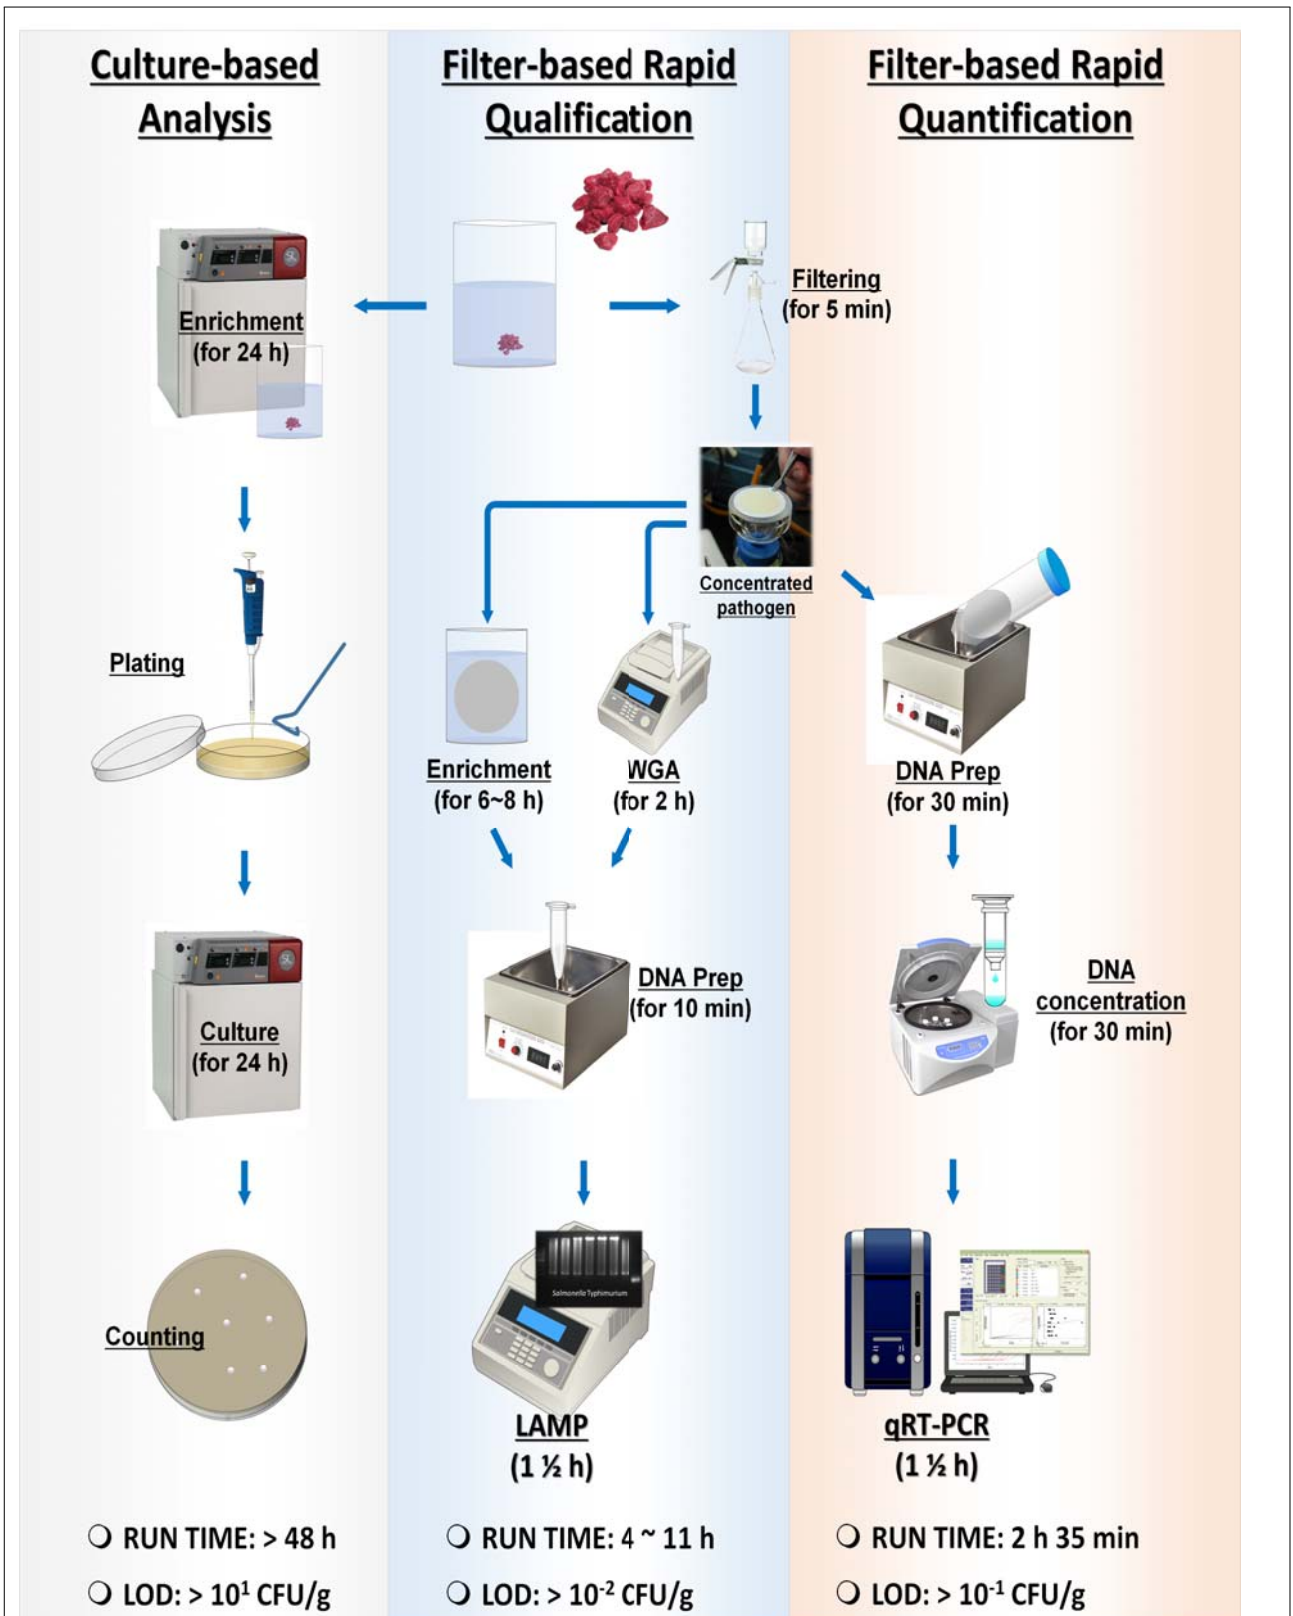 Culture-based
Analysis
Filter-based Rapid
Qualification
Filter-based Rapid
Quantification
Enrichment
(for 24 h)
Filtering
(for 5 min)
Concentrated
pathogen
Plating
Enrichment
(for 6~8 h)
WGA
(for 2 h)
DNA Prep
(for 30 min)
Culture
(for 24 h)
DNA Prep
(for 10 min)
DNA
concentration
(for 30 min)
Counting
Salmonella Typhimurium
LAMP
(1 ½ h)
qRT-PCR
(1 ½ h)
RUN TIME: > 48 h
LOD: > 10¹ CFU/g
RUN TIME: 4 ~ 11 h
LOD: > 10⁻² CFU/g
RUN TIME: 2 h 35 min
LOD: > 10⁻¹ CFU/g